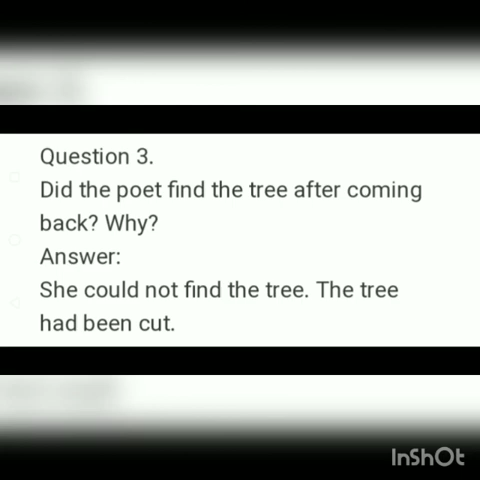 Question 3.
Did the poet find the tree after coming
back? Why?
Answer:
She could not find the tree. The tree
had been cut.
InShOt